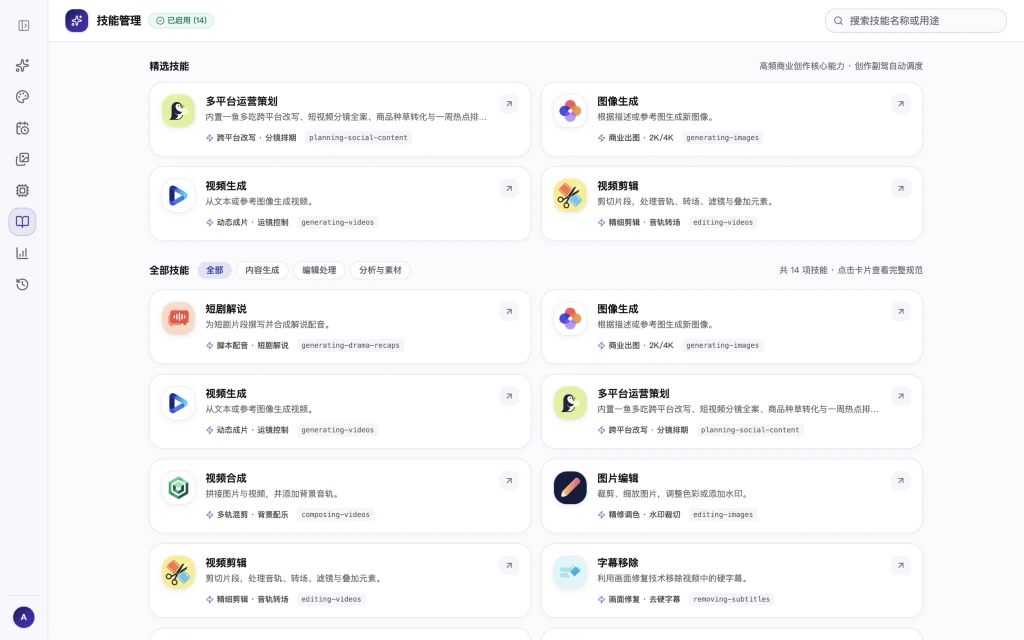 技能管理
已启用 (14)
搜索技能名称或用途
精选技能
高频商业创作核心能力 · 创作副驾自动调度
多平台运营策划
内置一鱼多吃跨平台改写、短视频分镜全案、商品种草转化与一周热点排...
跨平台改写 · 分镜排期 planning-social-content
图像生成
根据描述或参考图生成新图像。
商业出图 · 2K/4K generating-images
视频生成
从文本或参考图像生成视频。
动态成片 · 运镜控制 generating-videos
视频剪辑
剪切片段，处理音轨、转场、滤镜与叠加元素。
精细剪辑 · 音轨转场 editing-videos
全部技能 全部 内容生成 编辑处理 分析与素材
共 14 项技能 · 点击卡片查看完整规范
短剧解说
为短剧片段撰写并合成解说配音。
脚本配音 · 短剧解说 generating-drama-recaps
图像生成
根据描述或参考图生成新图像。
商业出图 · 2K/4K generating-images
视频生成
从文本或参考图像生成视频。
动态成片 · 运镜控制 generating-videos
多平台运营策划
内置一鱼多吃跨平台改写、短视频分镜全案、商品种草转化与一周热点排...
跨平台改写 · 分镜排期 planning-social-content
视频合成
拼接图片与视频，并添加背景音轨。
多轨混剪 · 背景配乐 composing-videos
图片编辑
裁剪、缩放图片，调整色彩或添加水印。
精修调色 · 水印裁切 editing-images
视频剪辑
剪切片段，处理音轨、转场、滤镜与叠加元素。
精细剪辑 · 音轨转场 editing-videos
字幕移除
利用画面修复技术移除视频中的硬字幕。
画面修复 · 去硬字幕 removing-subtitles
A